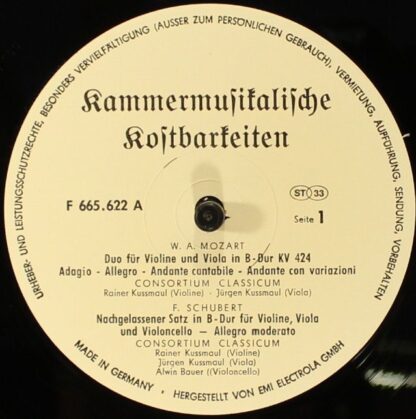 URHEBER- UND LEISTUNGSSCHUTZRECHTE, BESONDERS VERVIELFÄLTIGUNG (AUSSER ZUM PERSÖNLICHEN GEBRAUCH), VERMIETUNG, AUFFÜHRUNG, SENDUNG, VORBEHALTEN
Kammermuſikaliſche
Koſtbarkeiten
F 665.622 A
ST 33
Seite 1
W. A. MOZART
Duo für Violine und Viola in B-Dur KV 424
Adagio - Allegro - Andante cantabile - Andante con variazioni
CONSORTIUM CLASSICUM
Rainer Kussmaul (Violine) - Jürgen Kussmaul (Viola)
F. SCHUBERT
Nachgelassener Satz in B-Dur für Violine, Viola
und Violoncello — Allegro moderato
CONSORTIUM CLASSICUM
Rainer Kussmaul (Violine)
Jürgen Kussmaul (Viola)
Alwin Bauer ((Violoncello)
MADE IN GERMANY · HERGESTELLT VON EMI ELECTROLA GMBH